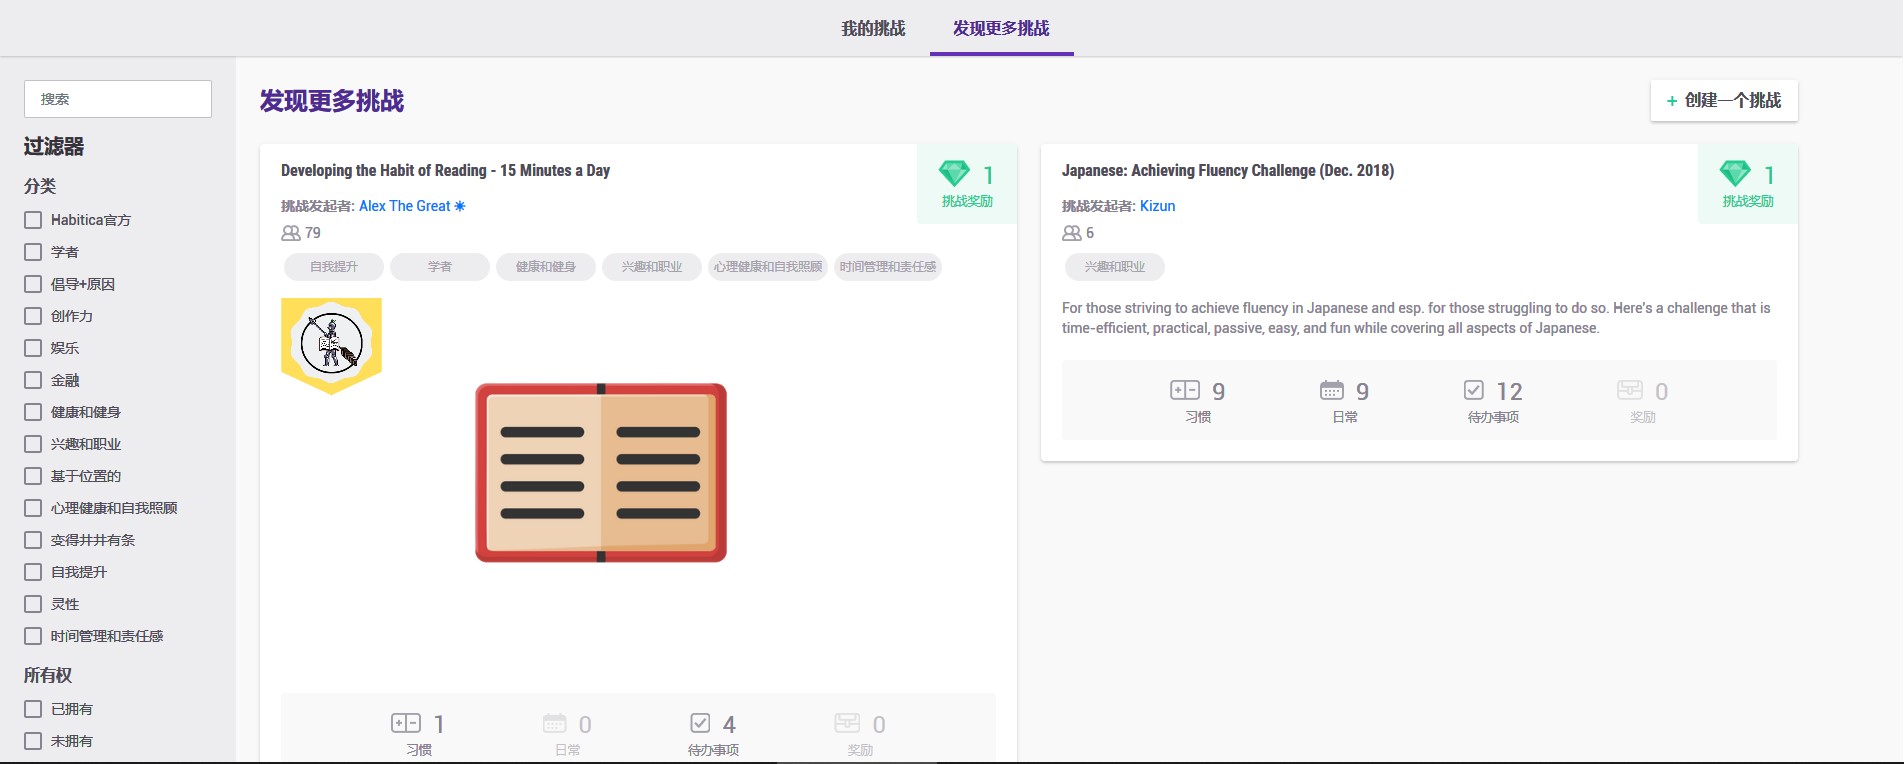 我的挑战
发现更多挑战
搜索
过滤器
分类
Habitica官方
学者
倡导+原因
创作力
娱乐
金融
健康和健身
兴趣和职业
基于位置的
心理健康和自我照顾
变得井井有条
自我提升
灵性
时间管理和责任感
所有权
已拥有
未拥有
发现更多挑战
+ 创建一个挑战
Developing the Habit of Reading - 15 Minutes a Day
1
挑战奖励
挑战发起者: Alex The Great
79
自我提升 学者 健康和健身 兴趣和职业 心理健康和自我照顾 时间管理和责任感
1 0 4 0
习惯 日常 待办事项 奖励
Japanese: Achieving Fluency Challenge (Dec. 2018)
1
挑战奖励
挑战发起者: Kizun
6
兴趣和职业
For those striving to achieve fluency in Japanese and esp. for those struggling to do so. Here's a challenge that is
time-efficient, practical, passive, easy, and fun while covering all aspects of Japanese.
9 9 12 0
习惯 日常 待办事项 奖励